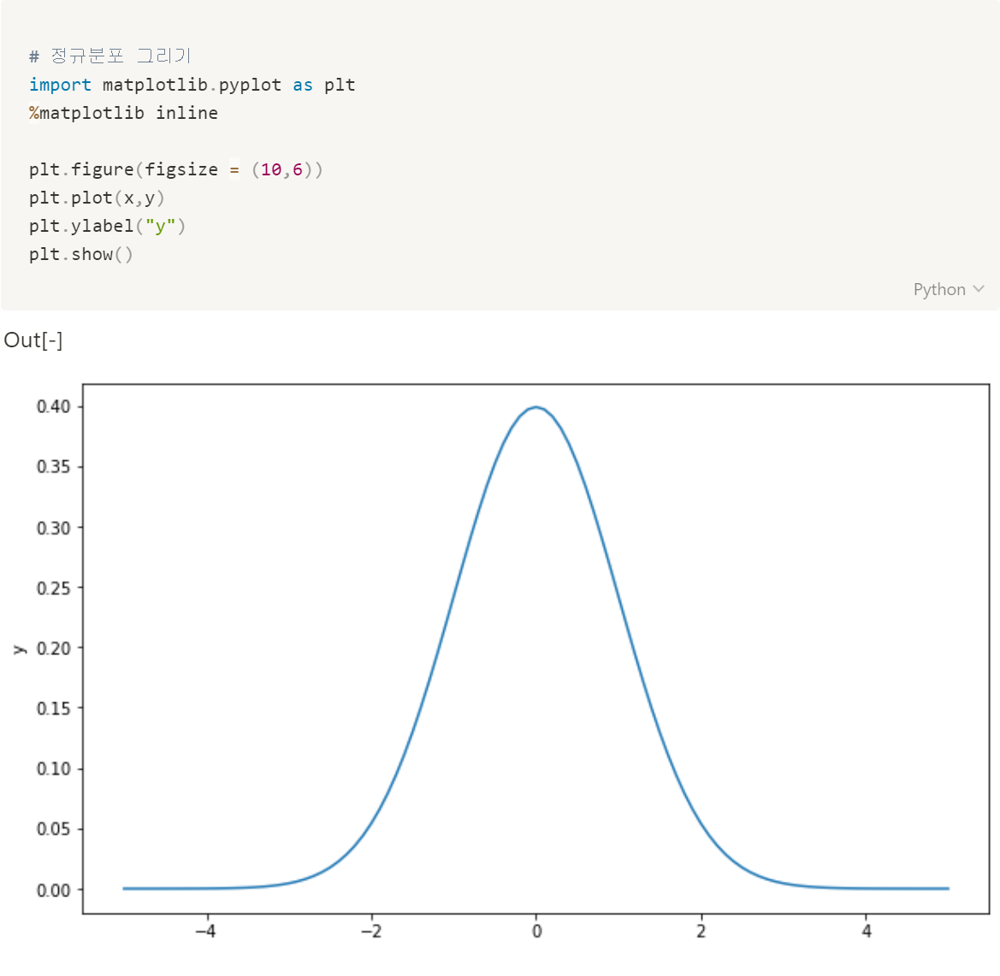 # 정규분포 그리기
import matplotlib.pyplot as plt
%matplotlib inline
plt.figure(figsize = (10,6))
plt.plot(x,y)
plt.ylabel("y")
plt.show()
Python
Out[-]
0.40
0.35
0.30
0.25
0.20
0.15
0.10
0.05
0.00
y
−4 −2 0 2 4